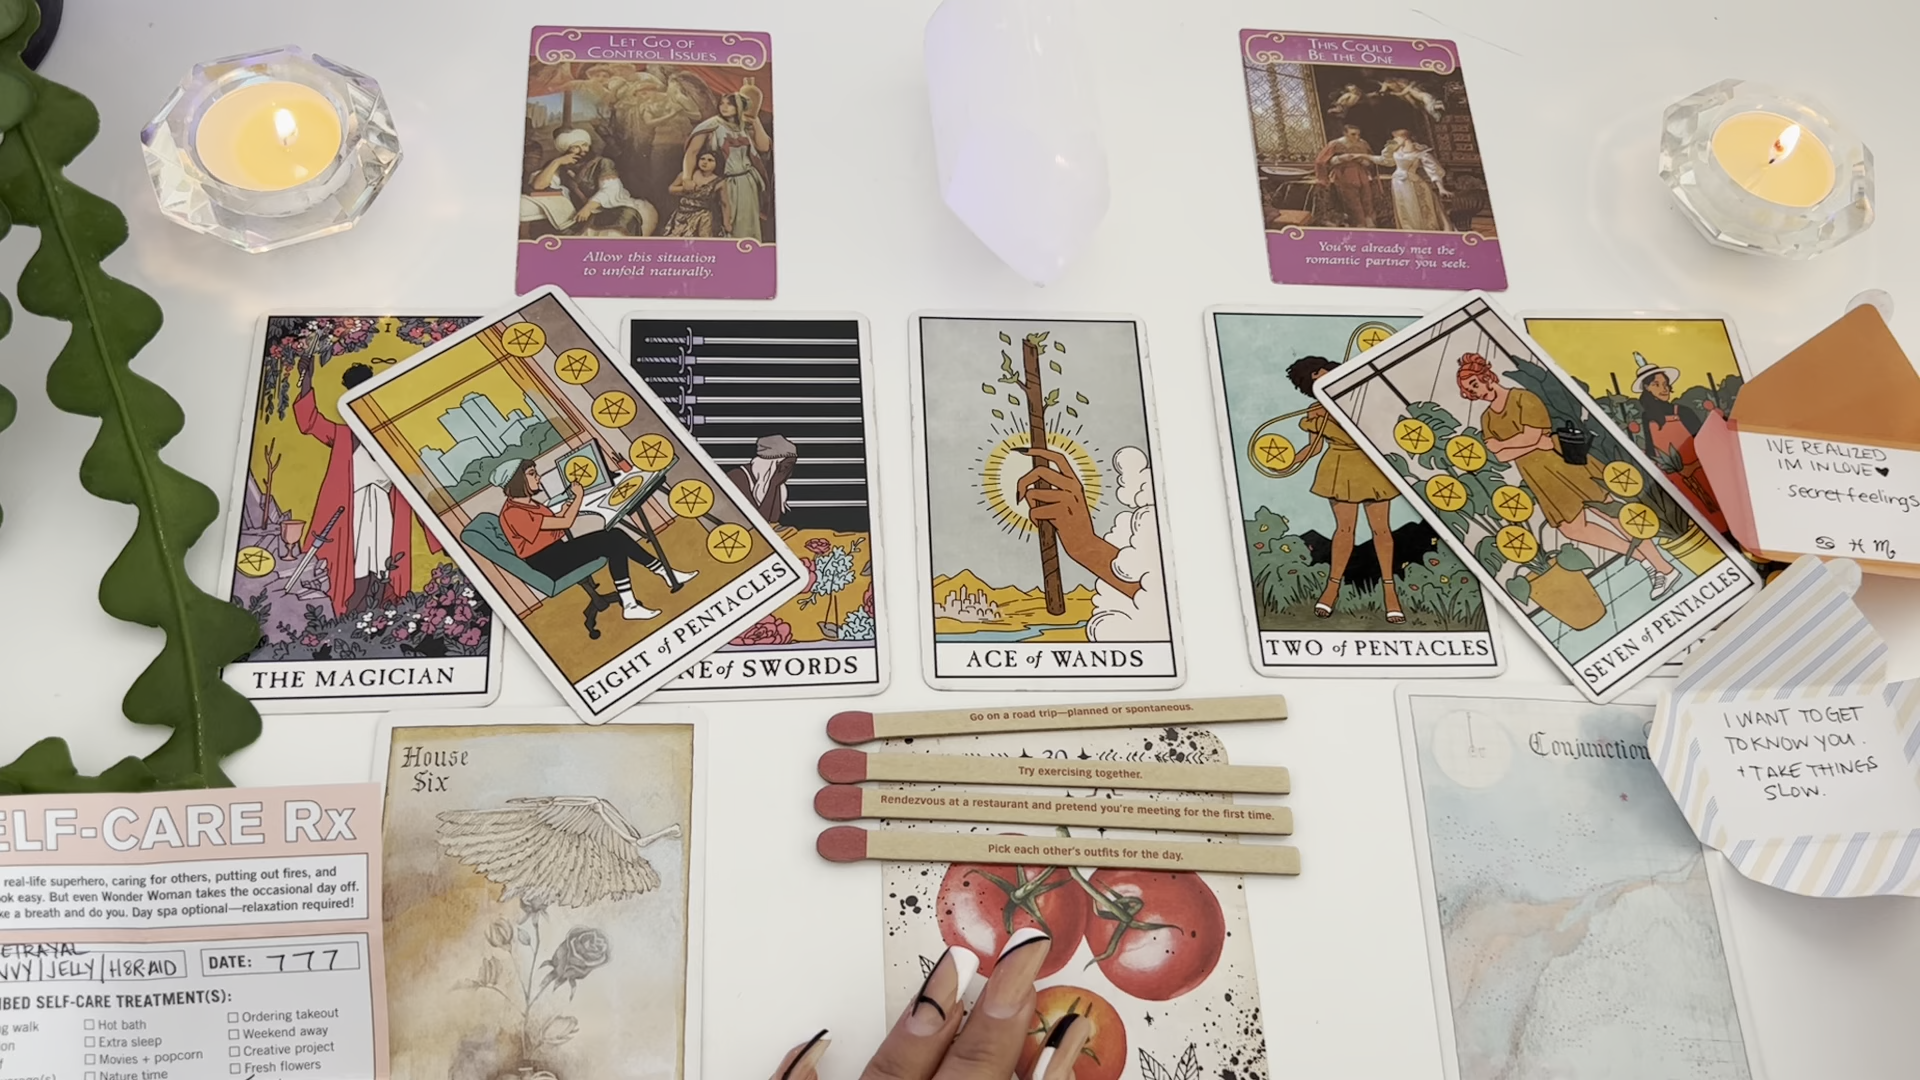 LET GO OF
CONTROL ISSUES
Allow this situation
to unfold naturally.
THIS COULD
BE THE ONE
You've already met the
romantic partner you seek.
I
THE MAGICIAN
EIGHT of PENTACLES
NE of SWORDS
ACE of WANDS
TWO of PENTACLES
SEVEN of PENTACLES
IVE REALIZED
IM IN LOVE♥
· secret feelings
♋ ♓ ♏
I WANT TO GET
TO KNOW YOU.
+ TAKE THINGS
SLOW.
Go on a road trip—planned or spontaneous.
Try exercising together.
Rendezvous at a restaurant and pretend you're meeting for the first time.
Pick each other's outfits for the day.
House
Six
Conjunction
ELF-CARE Rx
real-life superhero, caring for others, putting out fires, and
ok easy. But even Wonder Woman takes the occasional day off.
ke a breath and do you. Day spa optional—relaxation required!
ETRAYAL
NVY/JELLY/H8R-AID
DATE: 777
IBED SELF-CARE TREATMENT(S):
g walk
Hot bath
Ordering takeout
on
Extra sleep
Weekend away
Movies + popcorn
Creative project
Nature time
Fresh flowers